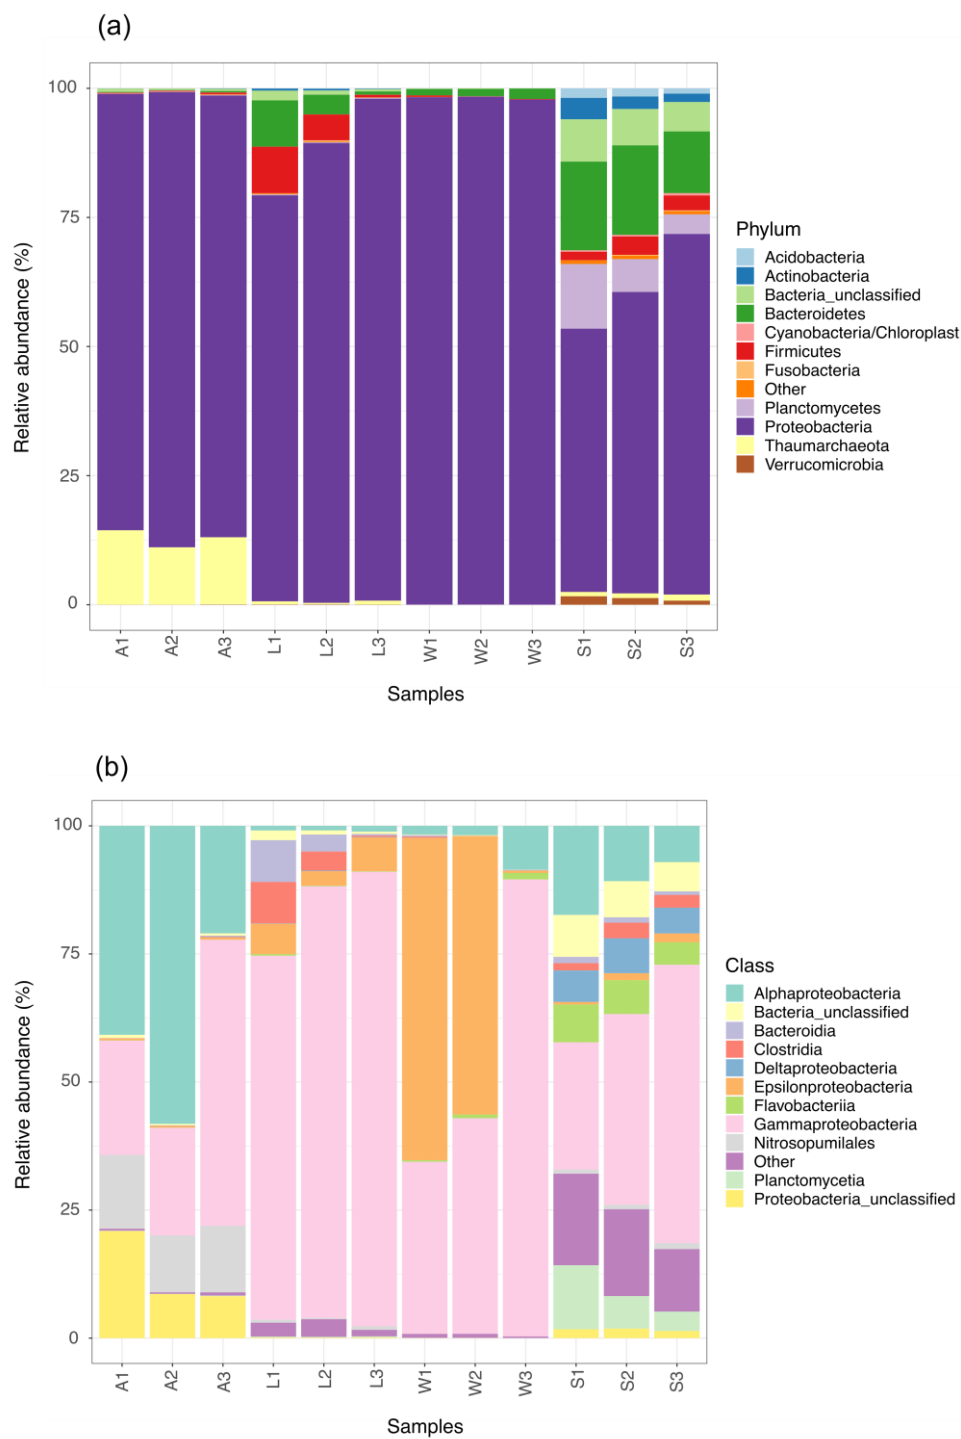 (a)
100
75
50
25
0
Relative abundance (%)
A1 A2 A3 L1 L2 L3 W1 W2 W3 S1 S2 S3
Samples
Phylum
Acidobacteria
Actinobacteria
Bacteria_unclassified
Bacteroidetes
Cyanobacteria/Chloroplast
Firmicutes
Fusobacteria
Other
Planctomycetes
Proteobacteria
Thaumarchaeota
Verrucomicrobia
(b)
100
75
50
25
0
Relative abundance (%)
A1 A2 A3 L1 L2 L3 W1 W2 W3 S1 S2 S3
Samples
Class
Alphaproteobacteria
Bacteria_unclassified
Bacteroidia
Clostridia
Deltaproteobacteria
Epsilonproteobacteria
Flavobacteriia
Gammaproteobacteria
Nitrosopumilales
Other
Planctomycetia
Proteobacteria_unclassified